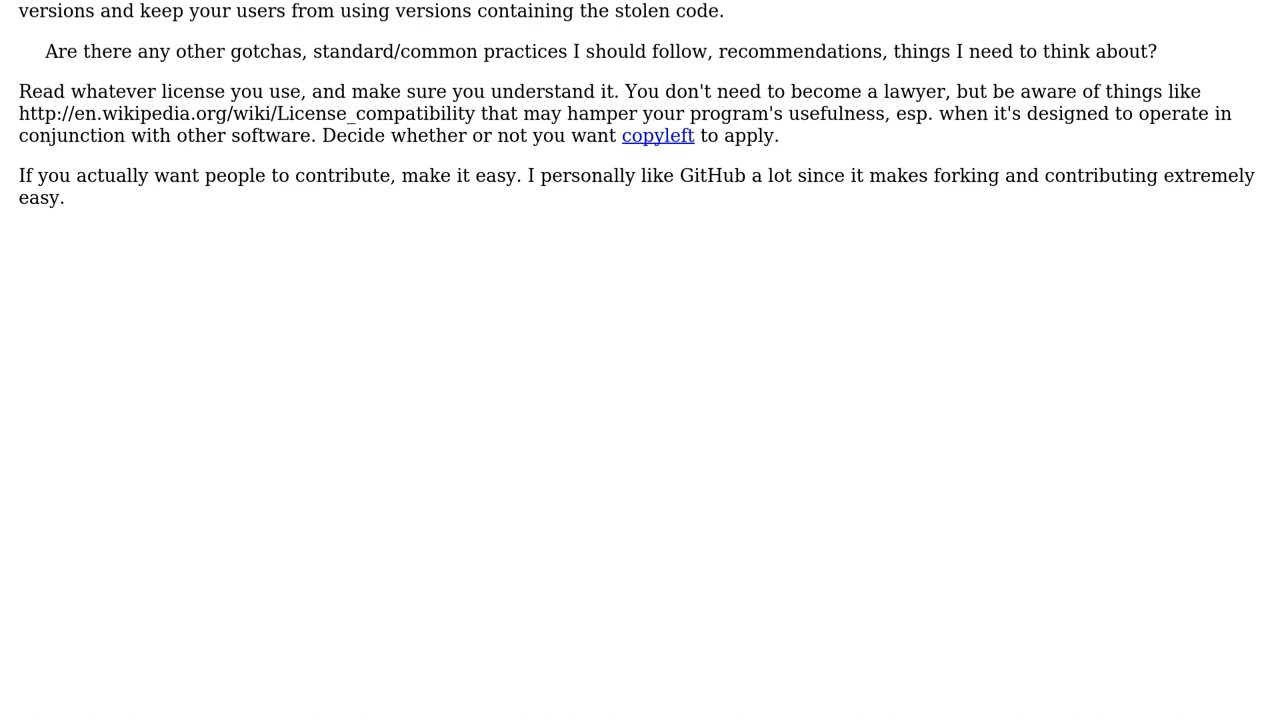 versions and keep your users from using versions containing the stolen code.
Are there any other gotchas, standard/common practices I should follow, recommendations, things I need to think about?
Read whatever license you use, and make sure you understand it. You don't need to become a lawyer, but be aware of things like
http://en.wikipedia.org/wiki/License_compatibility that may hamper your program's usefulness, esp. when it's designed to operate in
conjunction with other software. Decide whether or not you want copyleft to apply.
If you actually want people to contribute, make it easy. I personally like GitHub a lot since it makes forking and contributing extremely
easy.